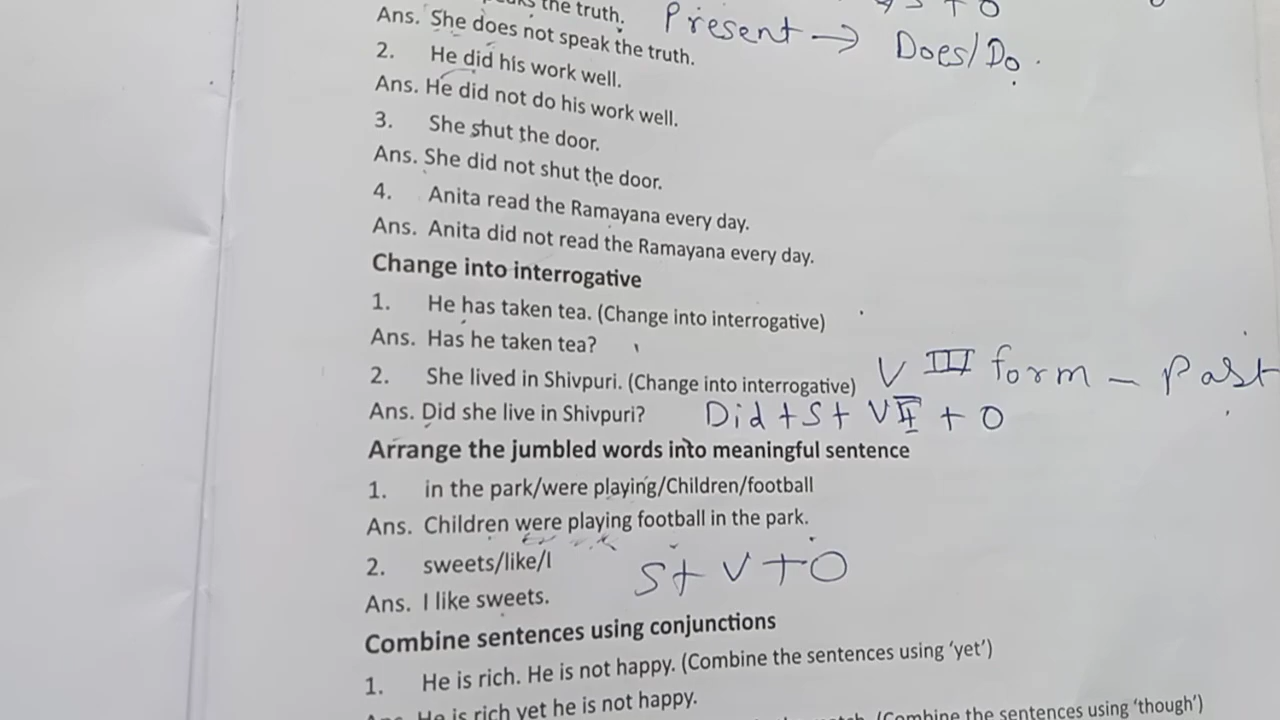 the truth.
S + O
Ans. She does not speak the truth. Present → Does/Do.
2. He did his work well.
Ans. He did not do his work well.
3. She shut the door.
Ans. She did not shut the door.
4. Anita read the Ramayana every day.
Ans. Anita did not read the Ramayana every day.
Change into interrogative
1. He has taken tea. (Change into interrogative)
Ans. Has he taken tea?
2. She lived in Shivpuri. (Change into interrogative) V III form - Past
Ans. Did she live in Shivpuri? Did + S + V + O
Arrange the jumbled words into meaningful sentence
1. in the park/were playing/Children/football
Ans. Children were playing football in the park.
2. sweets/like/I S + V + O
Ans. I like sweets.
Combine sentences using conjunctions
1. He is rich. He is not happy. (Combine the sentences using ‘yet’)
He is rich yet he is not happy.
(Combine the sentences using ‘though’)